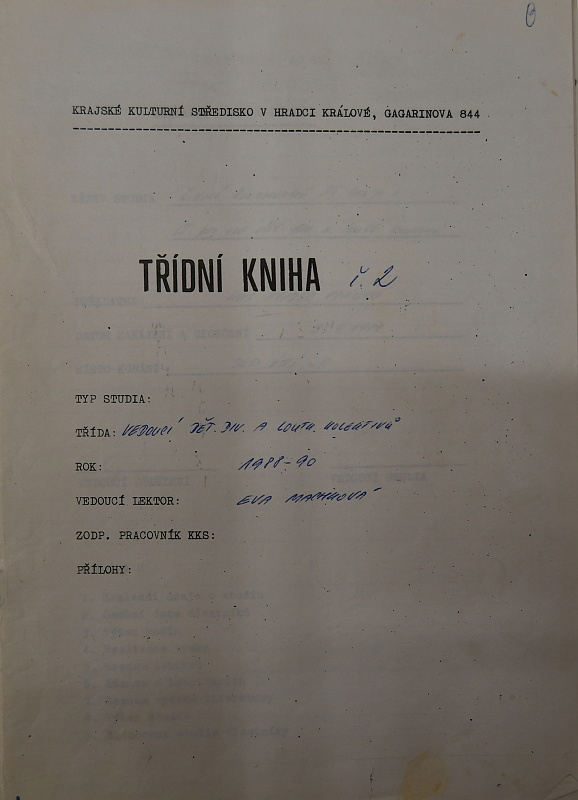 KRAJSKÉ KULTURNÍ STŘEDISKO V HRADCI KRÁLOVÉ, GAGARINOVA 844
TŘÍDNÍ KNIHA č. 2
TYP STUDIA:
TŘÍDA: VEDOUCÍ DĚT. DIV. A LOUTK. KOLEKTIVŮ
ROK: 1988-90
VEDOUCÍ LEKTOR: EVA MACHKOVÁ
ZODP. PRACOVNÍK KKS:
PŘÍLOHY: